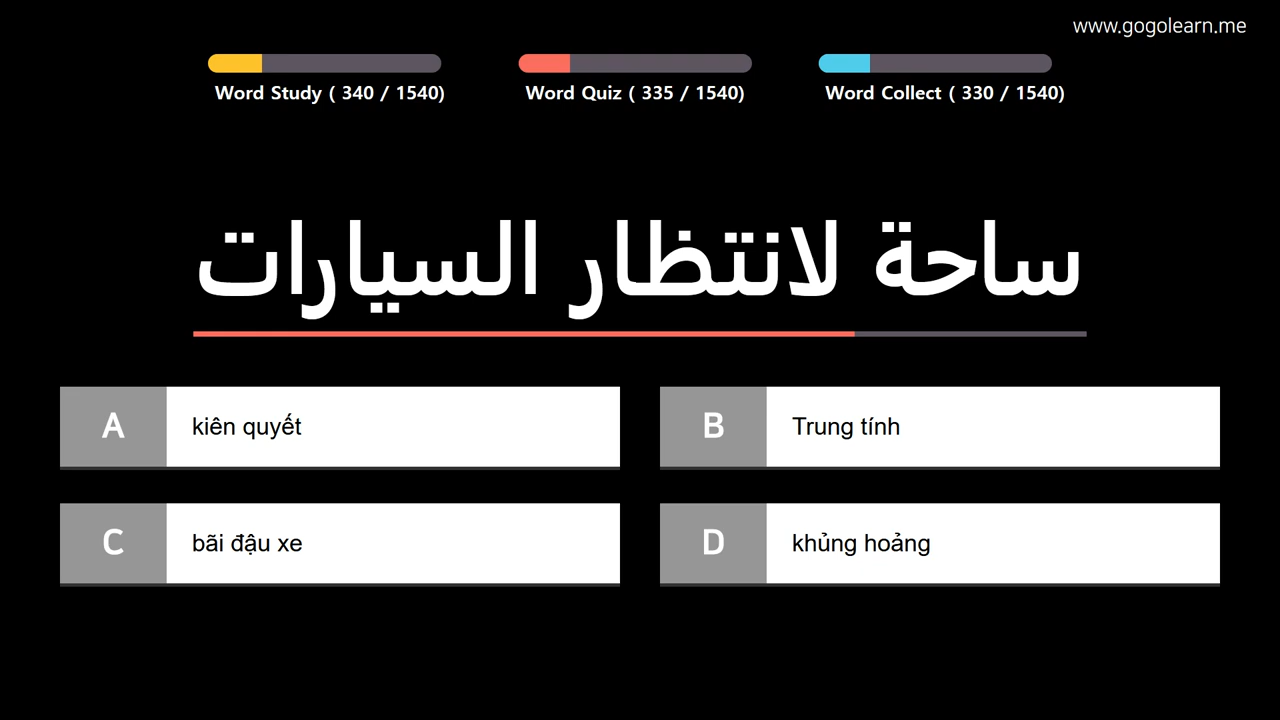 www.gogolearn.me
Word Study ( 340 / 1540)
Word Quiz ( 335 / 1540)
Word Collect ( 330 / 1540)
ساحة لانتظار السيارات
A
kiên quyết
B
Trung tính
C
bãi đậu xe
D
khủng hoảng